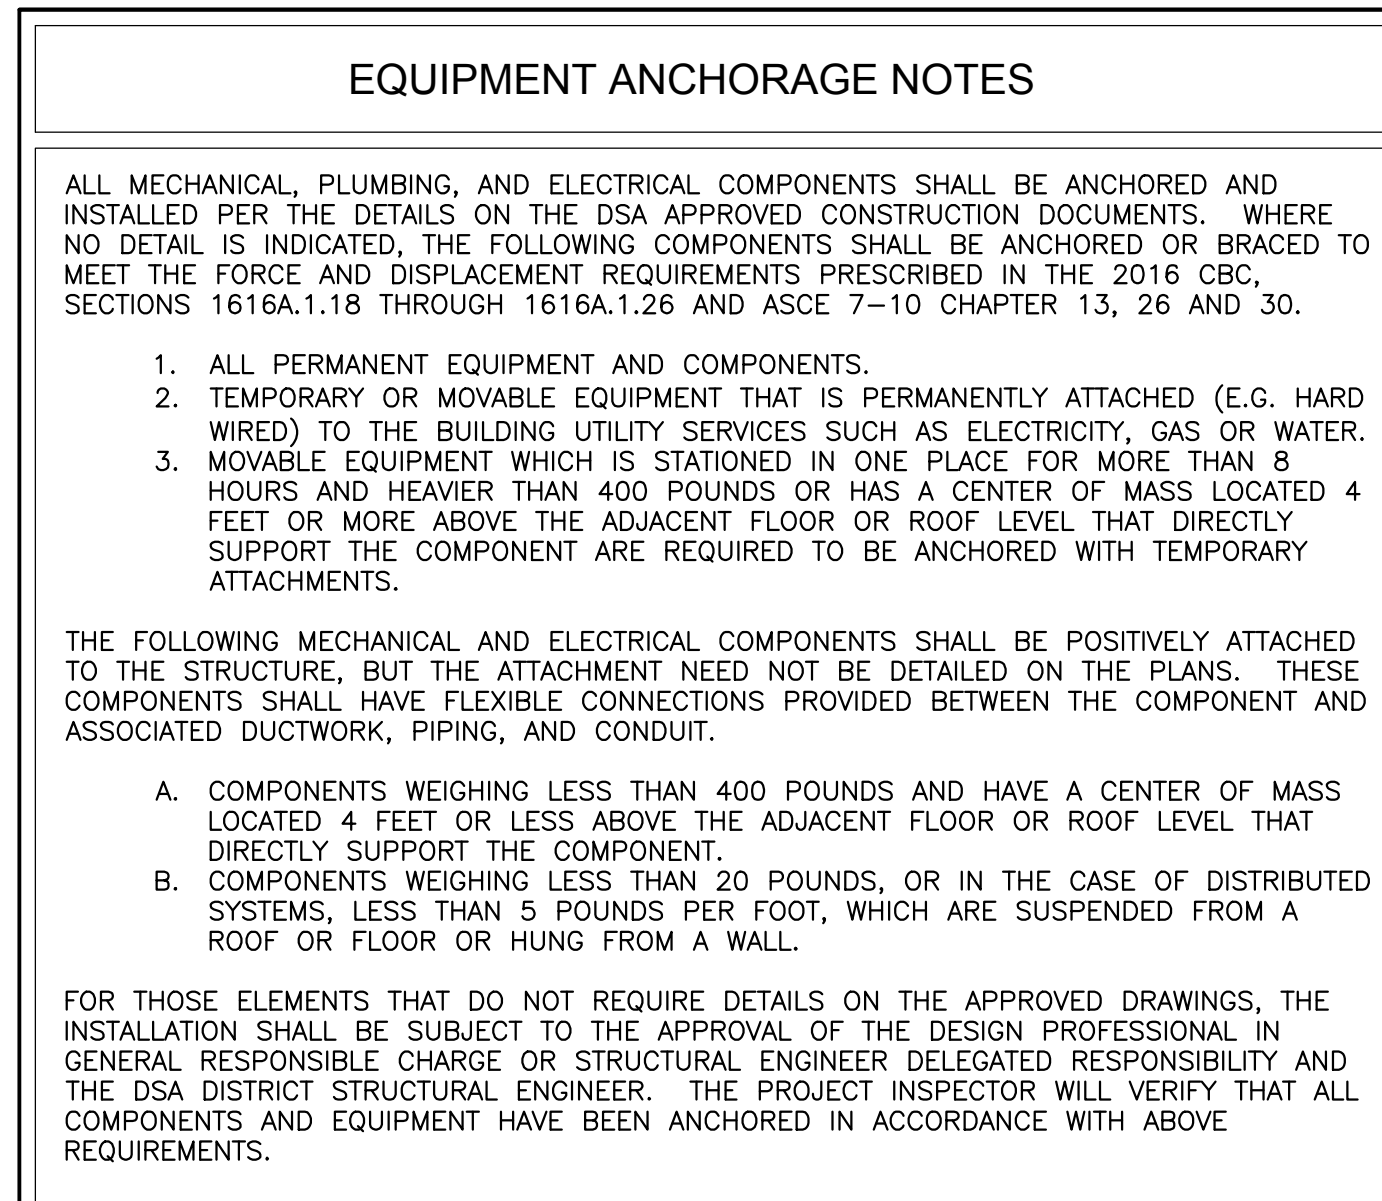 EQUIPMENT ANCHORAGE NOTES
ALL MECHANICAL, PLUMBING, AND ELECTRICAL COMPONENTS SHALL BE ANCHORED AND
INSTALLED PER THE DETAILS ON THE DSA APPROVED CONSTRUCTION DOCUMENTS. WHERE
NO DETAIL IS INDICATED, THE FOLLOWING COMPONENTS SHALL BE ANCHORED OR BRACED TO
MEET THE FORCE AND DISPLACEMENT REQUIREMENTS PRESCRIBED IN THE 2016 CBC,
SECTIONS 1616A.1.18 THROUGH 1616A.1.26 AND ASCE 7-10 CHAPTER 13, 26 AND 30.
1. ALL PERMANENT EQUIPMENT AND COMPONENTS.
2. TEMPORARY OR MOVABLE EQUIPMENT THAT IS PERMANENTLY ATTACHED (E.G. HARD
WIRED) TO THE BUILDING UTILITY SERVICES SUCH AS ELECTRICITY, GAS OR WATER.
3. MOVABLE EQUIPMENT WHICH IS STATIONED IN ONE PLACE FOR MORE THAN 8
HOURS AND HEAVIER THAN 400 POUNDS OR HAS A CENTER OF MASS LOCATED 4
FEET OR MORE ABOVE THE ADJACENT FLOOR OR ROOF LEVEL THAT DIRECTLY
SUPPORT THE COMPONENT ARE REQUIRED TO BE ANCHORED WITH TEMPORARY
ATTACHMENTS.
THE FOLLOWING MECHANICAL AND ELECTRICAL COMPONENTS SHALL BE POSITIVELY ATTACHED
TO THE STRUCTURE, BUT THE ATTACHMENT NEED NOT BE DETAILED ON THE PLANS. THESE
COMPONENTS SHALL HAVE FLEXIBLE CONNECTIONS PROVIDED BETWEEN THE COMPONENT AND
ASSOCIATED DUCTWORK, PIPING, AND CONDUIT.
A. COMPONENTS WEIGHING LESS THAN 400 POUNDS AND HAVE A CENTER OF MASS
LOCATED 4 FEET OR LESS ABOVE THE ADJACENT FLOOR OR ROOF LEVEL THAT
DIRECTLY SUPPORT THE COMPONENT.
B. COMPONENTS WEIGHING LESS THAN 20 POUNDS, OR IN THE CASE OF DISTRIBUTED
SYSTEMS, LESS THAN 5 POUNDS PER FOOT, WHICH ARE SUSPENDED FROM A
ROOF OR FLOOR OR HUNG FROM A WALL.
FOR THOSE ELEMENTS THAT DO NOT REQUIRE DETAILS ON THE APPROVED DRAWINGS, THE
INSTALLATION SHALL BE SUBJECT TO THE APPROVAL OF THE DESIGN PROFESSIONAL IN
GENERAL RESPONSIBLE CHARGE OR STRUCTURAL ENGINEER DELEGATED RESPONSIBILITY AND
THE DSA DISTRICT STRUCTURAL ENGINEER. THE PROJECT INSPECTOR WILL VERIFY THAT ALL
COMPONENTS AND EQUIPMENT HAVE BEEN ANCHORED IN ACCORDANCE WITH ABOVE
REQUIREMENTS.